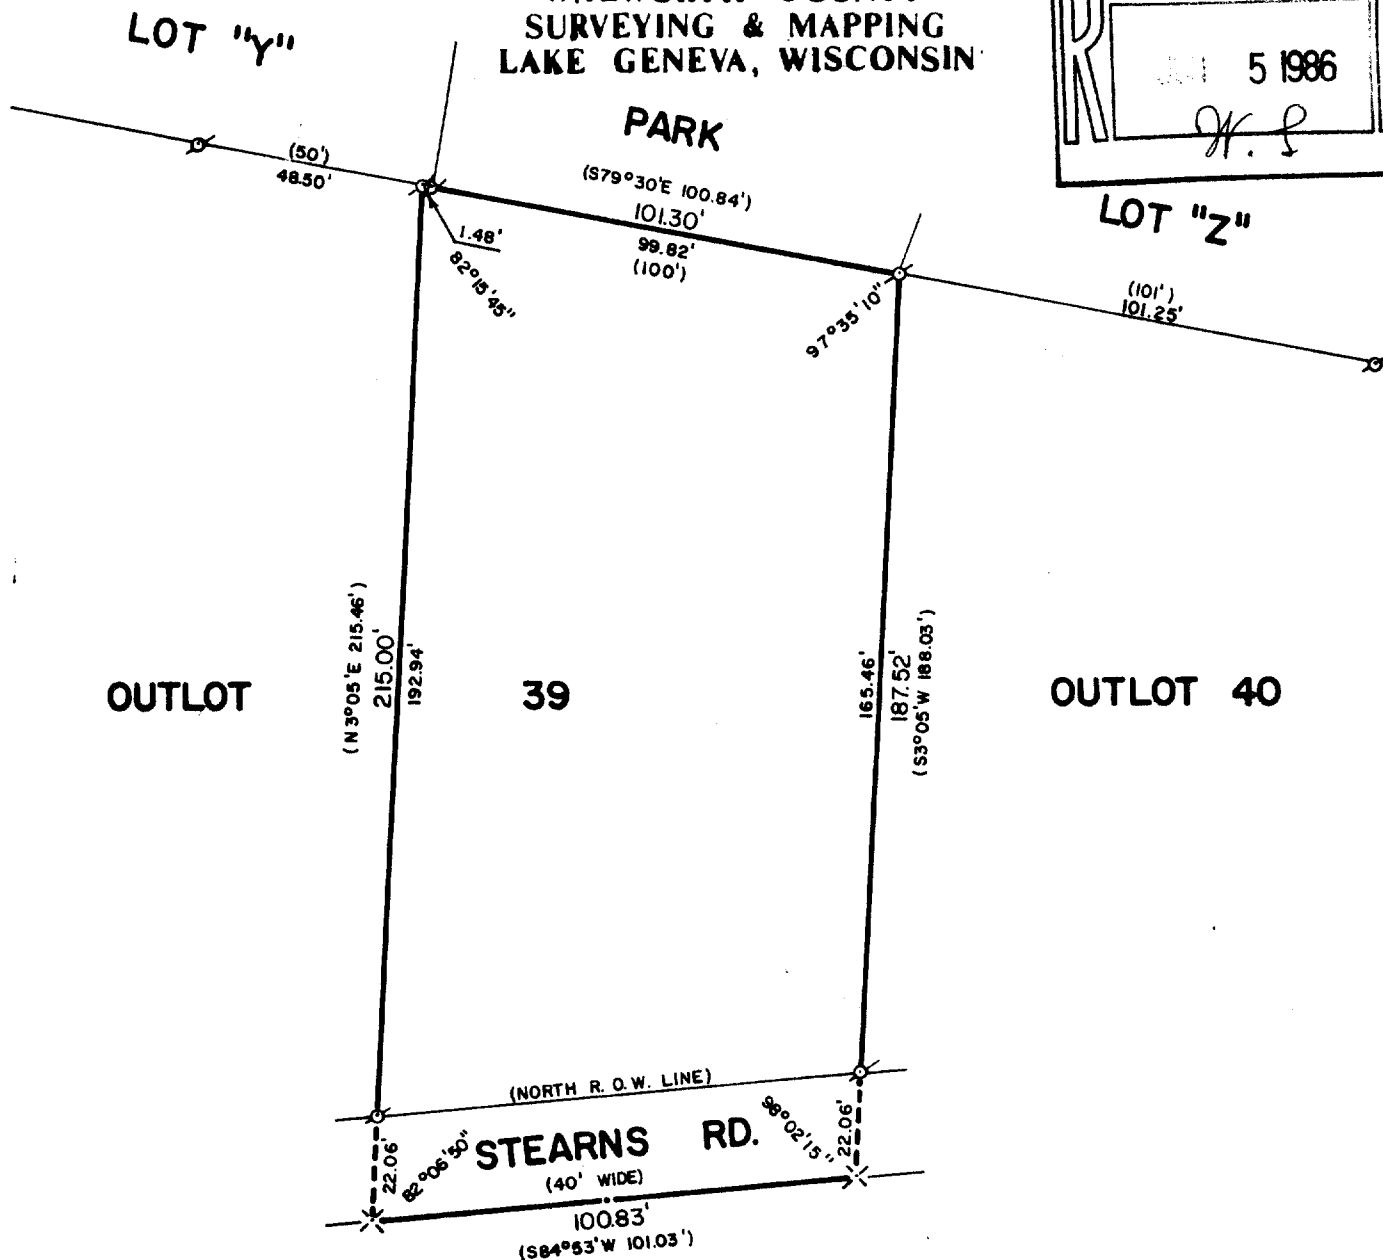 SURVEYING & MAPPING
LAKE GENEVA, WISCONSIN
5 1986
W. S
LOT "Y"
PARK
LOT "Z"
(50')
48.50'
(S79°30'E 100.84')
101.30'
99.82'
(100')
1.48'
82°15'45"
97°35'10"
(101')
101.25'
(N3°05'E 215.46')
215.00'
192.94'
165.46'
187.52'
(S3°05'W 188.03')
OUTLOT 39
OUTLOT 40
(NORTH R.O.W. LINE)
22.06'
82°06'50"
STEARNS RD.
98°02'15"
22.06'
(40' WIDE)
100.83'
(S84°53'W 101.03')